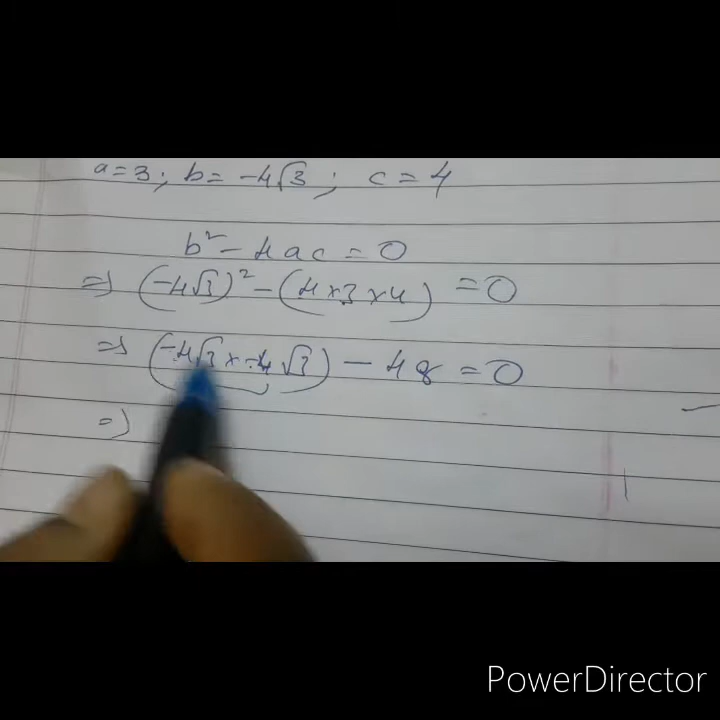 a = 3 ; b = -4√3 ; c = 4
b² - 4ac = 0
⇒ (-4√3)² - (4×3×4) = 0
⇒ (-4√3 × -4√3) - 48 = 0
⇒
PowerDirector